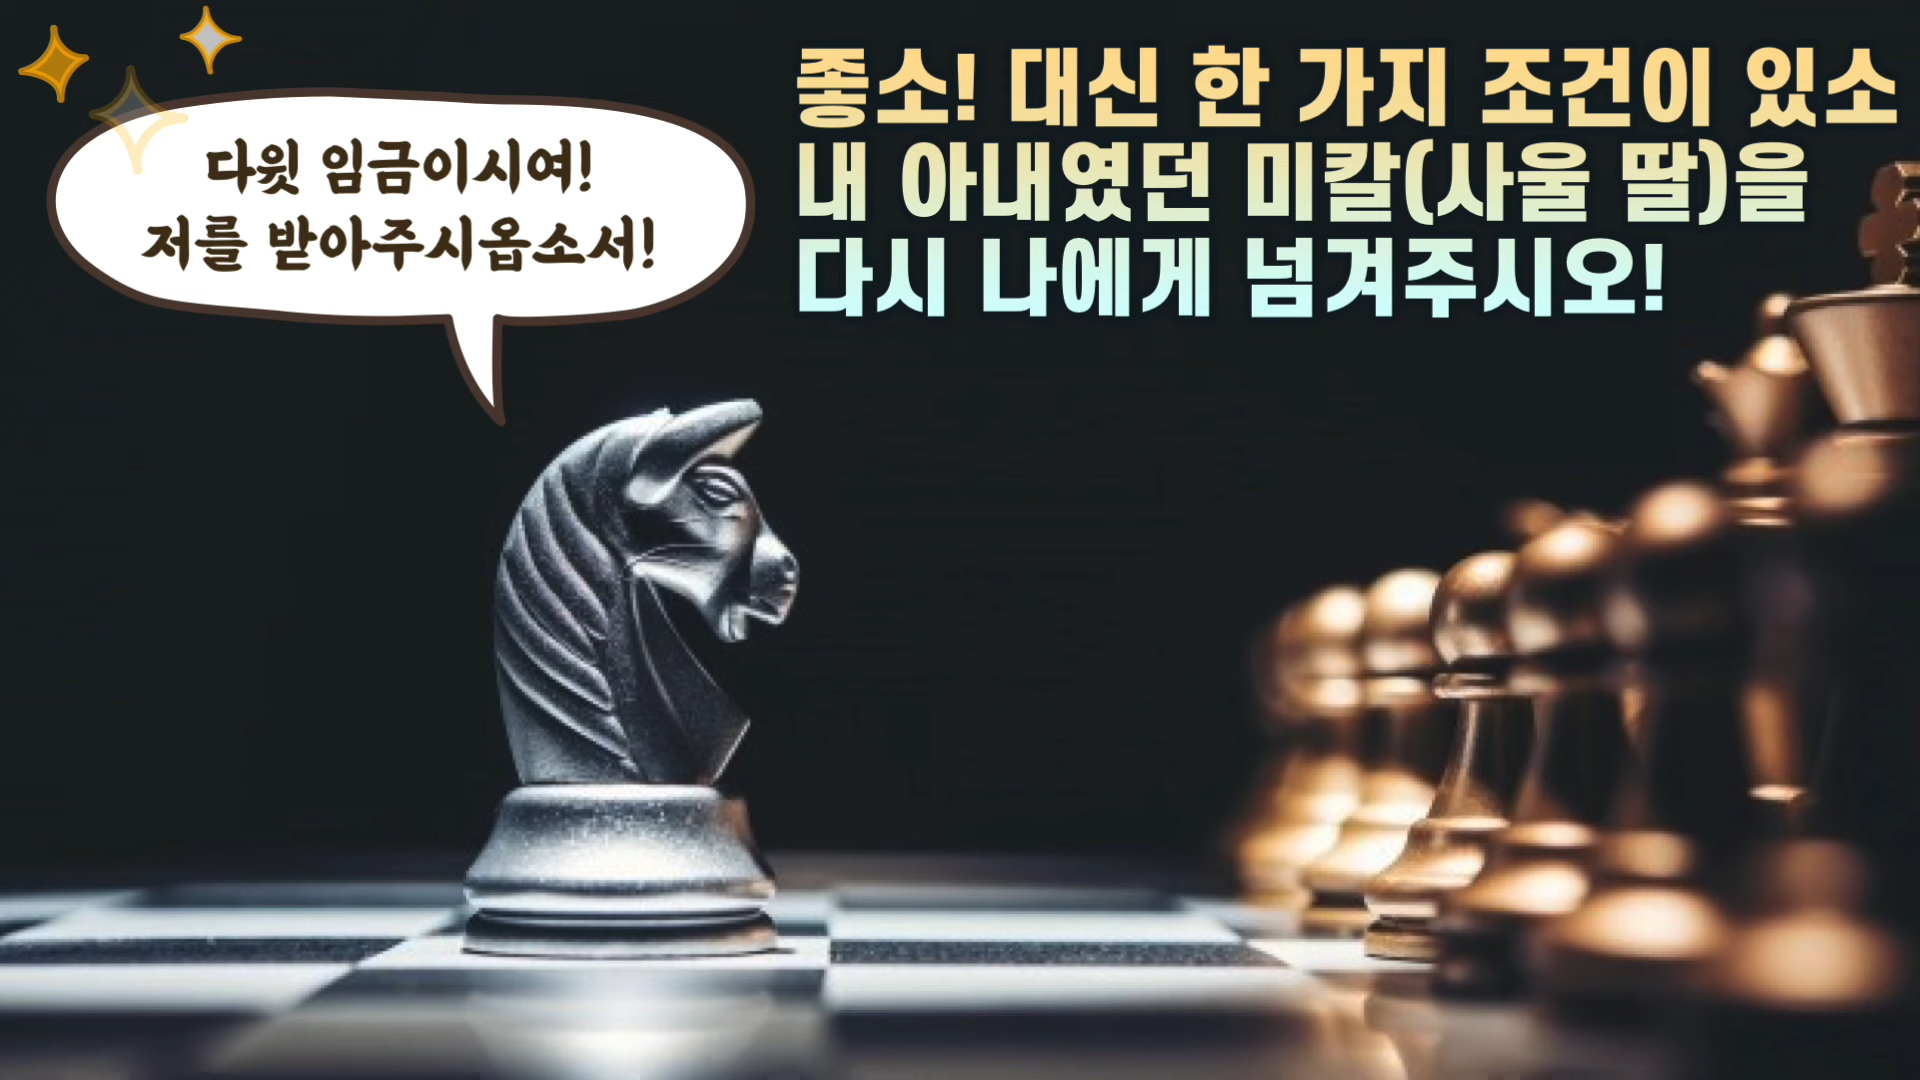 다윗 임금이시여!
저를 받아주시옵소서!
좋소! 대신 한 가지 조건이 있소
내 아내였던 미칼(사울 딸)을
다시 나에게 넘겨주시오!